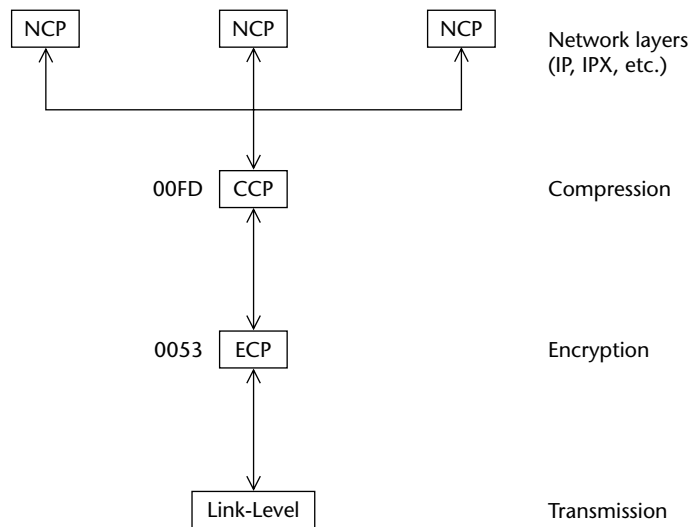 NCP NCP NCP
Network layers
(IP, IPX, etc.)
00FD CCP Compression
0053 ECP Encryption
Link-Level Transmission